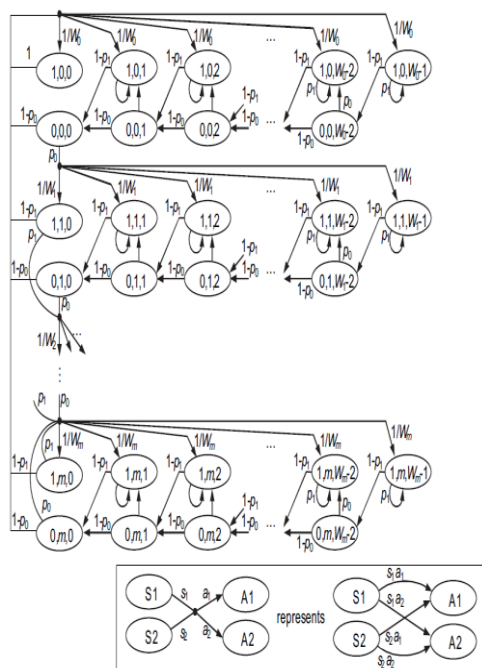 1/W₀ 1/W₀ 1/W₀ ... 1/W₀ 1/W₀
1 1-p₁ 1-p₁ 1-p₁ 1-p₁
1,0,0 1,0,1 1,0,2 1,0,W₀-2 1,0,W₀-1
p₁ p₀ p₁
1-p₀ 1-p₀ 1-p₀ 1-p₁ 1-p₀ ...
0,0,0 0,0,1 0,0,2 0,0,W₀-2
p₀ 1-p₀
1/W₁ 1/W₁ 1/W₁ ... 1/W₁ 1/W₁
1-p₁ 1-p₁ 1-p₁ 1-p₁ 1-p₁
1,1,0 1,1,1 1,1,2 1,1,W₁-2 1,1,W₁-1
p₁ p₁ p₀ p₁
1-p₀ 1-p₀ 1-p₀ 1-p₁ 1-p₀ ...
0,1,0 0,1,1 0,1,2 0,1,W₁-2
p₀ 1-p₀
1/W₂ ...
⋮
p₁ p₀
1/Wₘ 1/Wₘ 1/Wₘ ... 1/Wₘ 1/Wₘ
1-p₁ p₁ 1-p₁ 1-p₁ 1-p₁ 1-p₁
1,m,0 1,m,1 1,m,2 1,m,Wₘ-2 1,m,Wₘ-1
p₀ p₁ p₀ p₁
1-p₀ 1-p₀ 1-p₀ 1-p₁ 1-p₀ ...
0,m,0 0,m,1 0,m,2 0,m,Wₘ-2
1-p₀
S1 s₁ a₁ A1 represents S1 s₁a₁ s₁a₂ A1
S2 s₂ a₂ A2 S2 s₂a₁ s₂a₂ A2